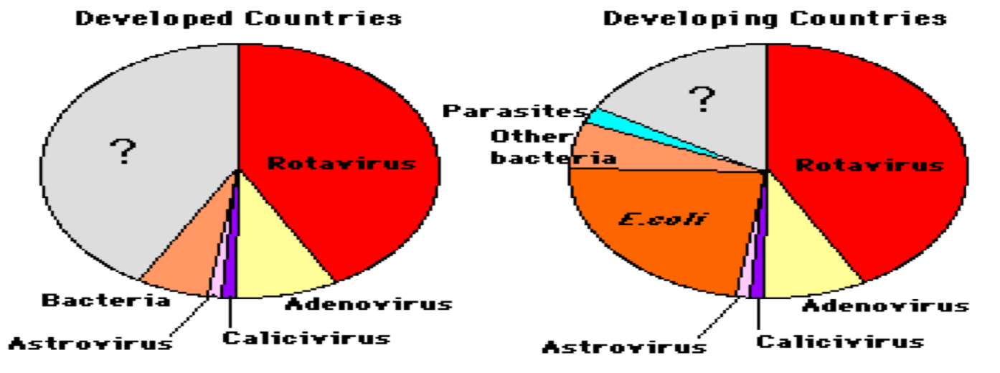 Developed Countries
?
Rotavirus
Bacteria
Adenovirus
Astrovirus
Calicivirus
Developing Countries
?
Parasites
Other
bacteria
Rotavirus
E.coli
Adenovirus
Astrovirus
Calicivirus